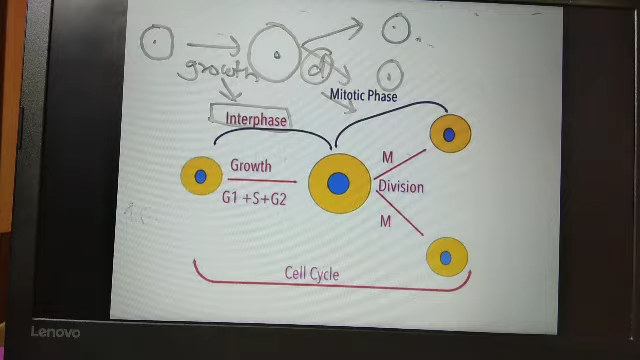 growth
d
Mitotic Phase
Interphase
Growth
G1 +S+G2
M
Division
M
Cell Cycle
Lenovo